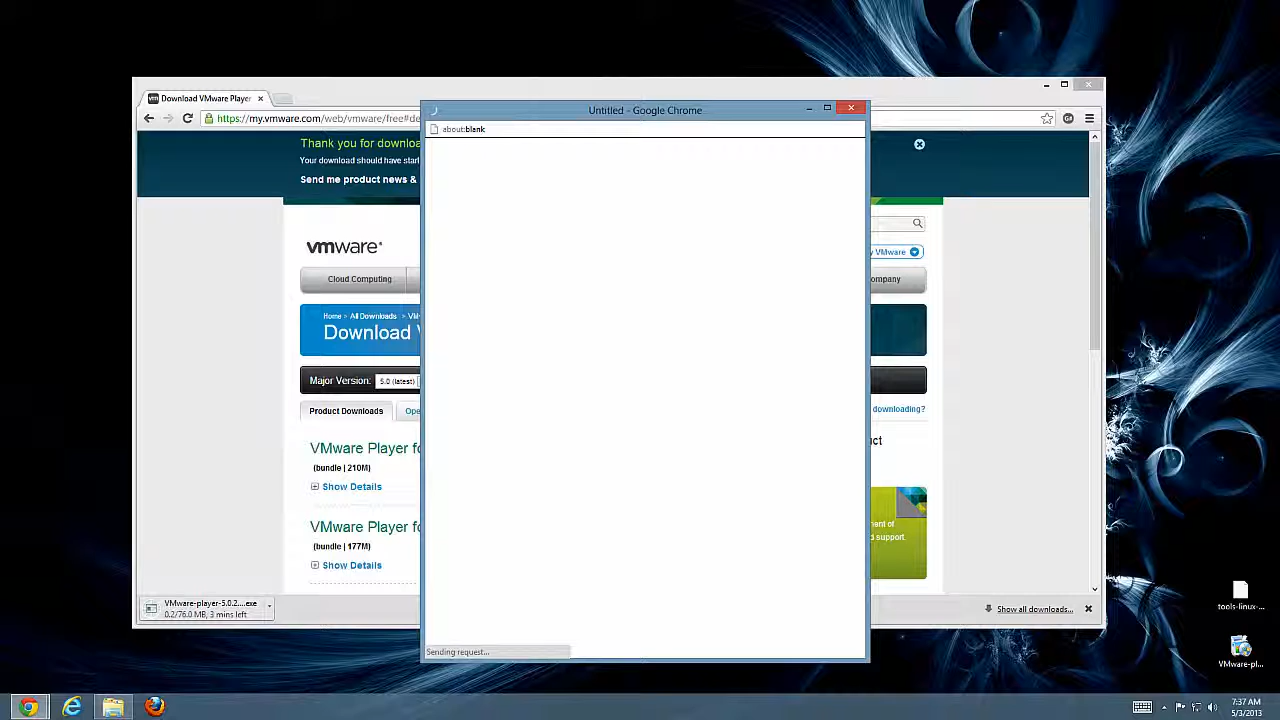 Download VMware Player
https://my.vmware.com/web/vmware/free#de
Untitled - Google Chrome
about:blank
Thank you for downloa
Your download should have start
Send me product news &
vmware
y VMware
Cloud Computing
ompany
Home > All Downloads > VM
Download V
Major Version: 5.0 (latest)
Product Downloads
Ope
downloading?
VMware Player fo
uct
(bundle | 210M)
Show Details
VMware Player fo
ment of
d support.
(bundle | 177M)
Show Details
VMware-player-5.0.2....exe
0.2/76.0 MB, 3 mins left
Show all downloads...
Sending request...
tools-linux-...
VMware-pl...
7:37 AM
5/3/2013